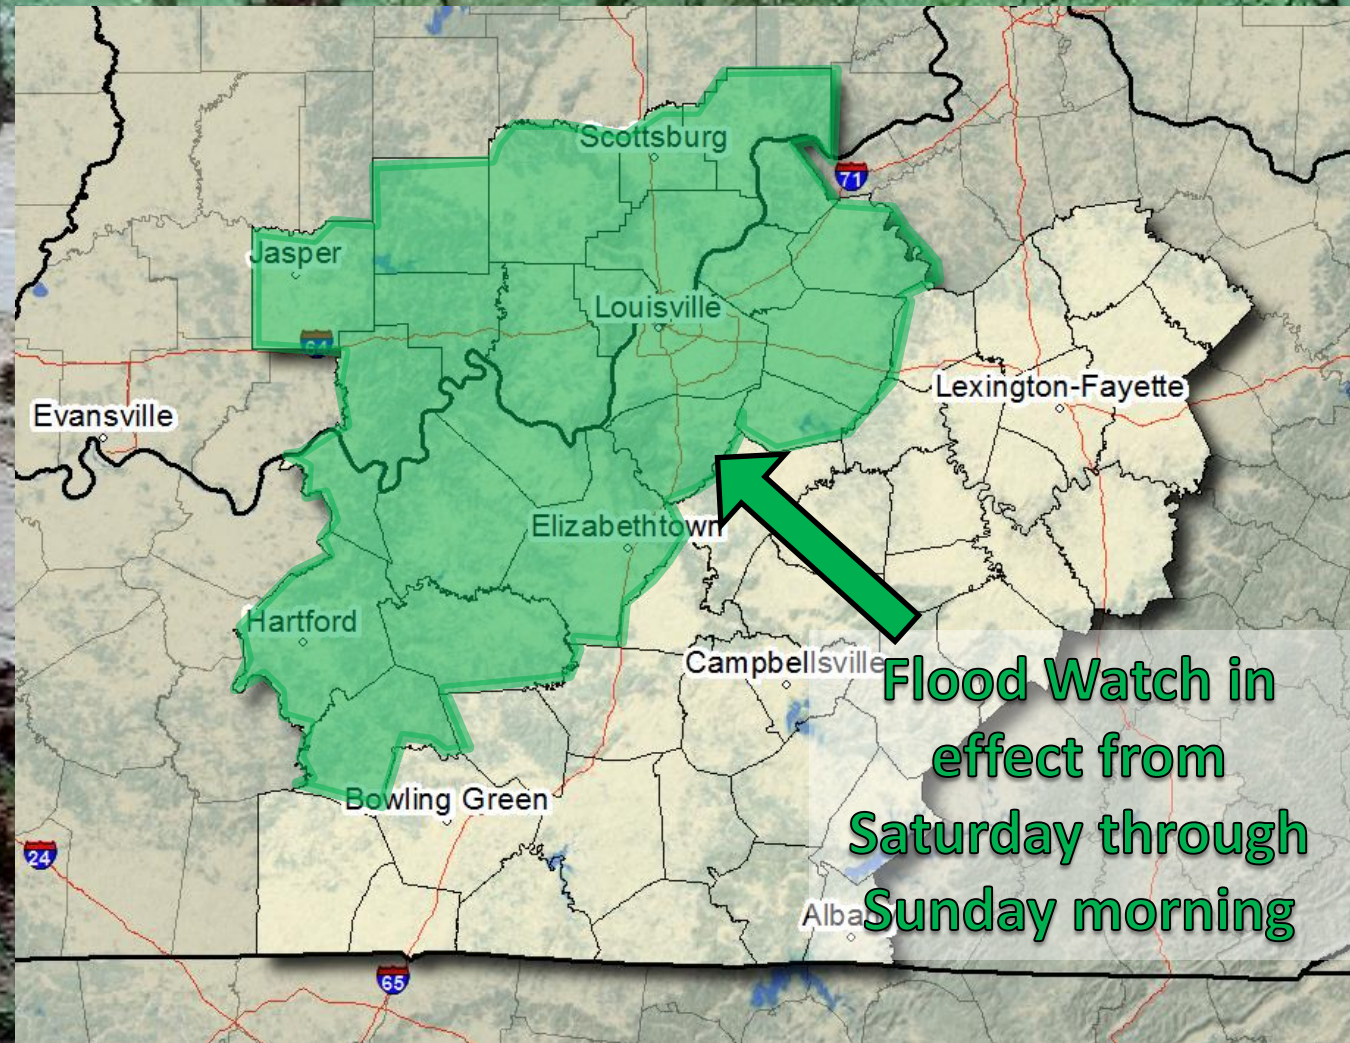 Scottsburg
71
Jasper
Louisville
64
Lexington-Fayette
Evansville
Elizabethtown
Hartford
Campbellsville
Flood Watch in
effect from
Saturday through
Sunday morning
Bowling Green
24
65